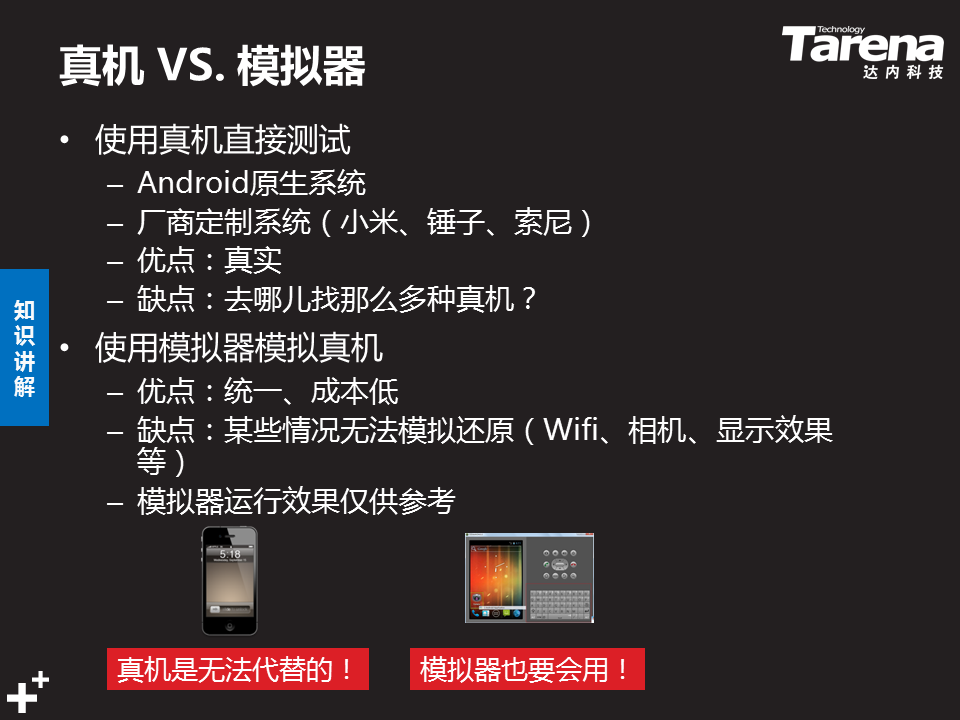 真机 VS. 模拟器
Technology
Tarena
达内科技
• 使用真机直接测试
– Android原生系统
– 厂商定制系统（小米、锤子、索尼）
– 优点：真实
– 缺点：去哪儿找那么多种真机？
知识讲解
• 使用模拟器模拟真机
– 优点：统一、成本低
– 缺点：某些情况无法模拟还原（Wifi、相机、显示效果
等）
– 模拟器运行效果仅供参考
5:18
真机是无法代替的！
模拟器也要会用！